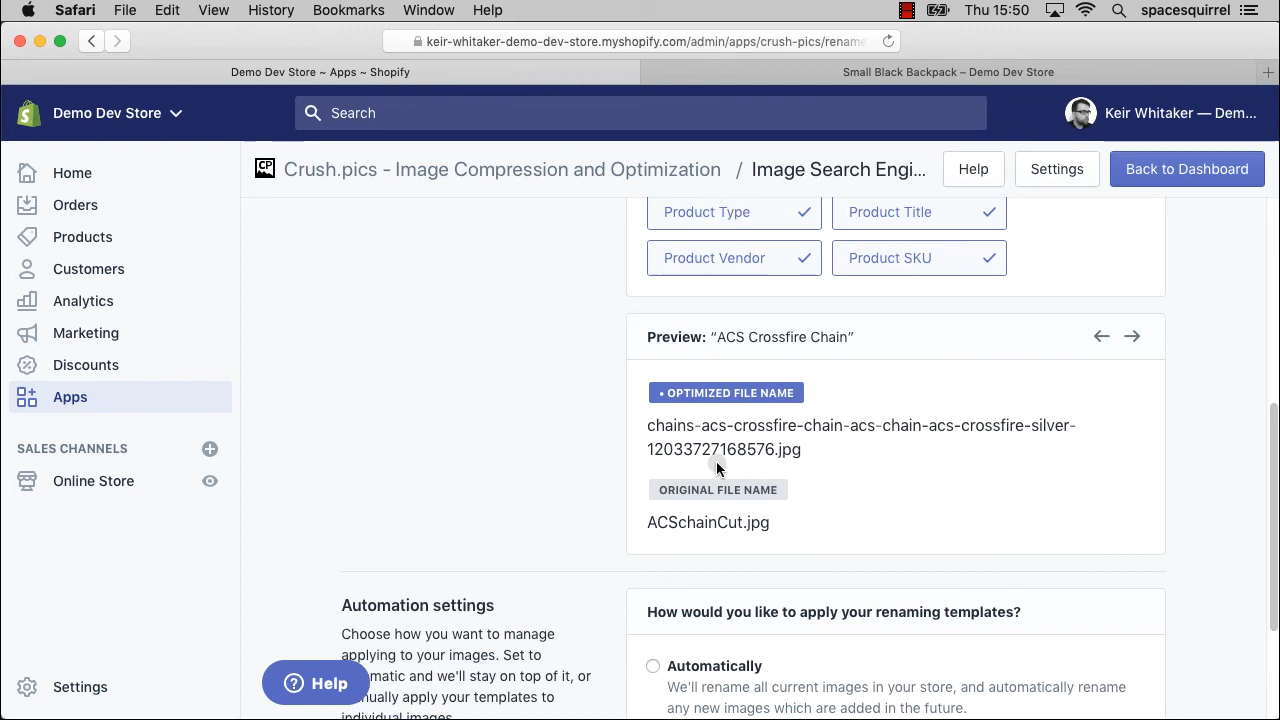 Safari File Edit View History Bookmarks Window Help Thu 15:50 spacesquirrel
keir-whitaker-demo-dev-store.myshopify.com/admin/apps/crush-pics/rename
Demo Dev Store ~ Apps ~ Shopify
Small Black Backpack – Demo Dev Store
Demo Dev Store
Search
Keir Whitaker — Dem...
CP Crush.pics - Image Compression and Optimization / Image Search Engi...
Help
Settings
Back to Dashboard
Home
Orders
Products
Customers
Analytics
Marketing
Discounts
Apps
SALES CHANNELS
Online Store
Settings
Product Type
Product Title
Product Vendor
Product SKU
Preview: “ACS Crossfire Chain”
• OPTIMIZED FILE NAME
chains-acs-crossfire-chain-acs-chain-acs-crossfire-silver-
12033727168576.jpg
ORIGINAL FILE NAME
ACSchainCut.jpg
Automation settings
Choose how you want to manage
applying to your images. Set to
and we'll stay on top of it, or
apply your templates to
individual images.
Help
How would you like to apply your renaming templates?
Automatically
We'll rename all current images in your store, and automatically rename
any new images which are added in the future.